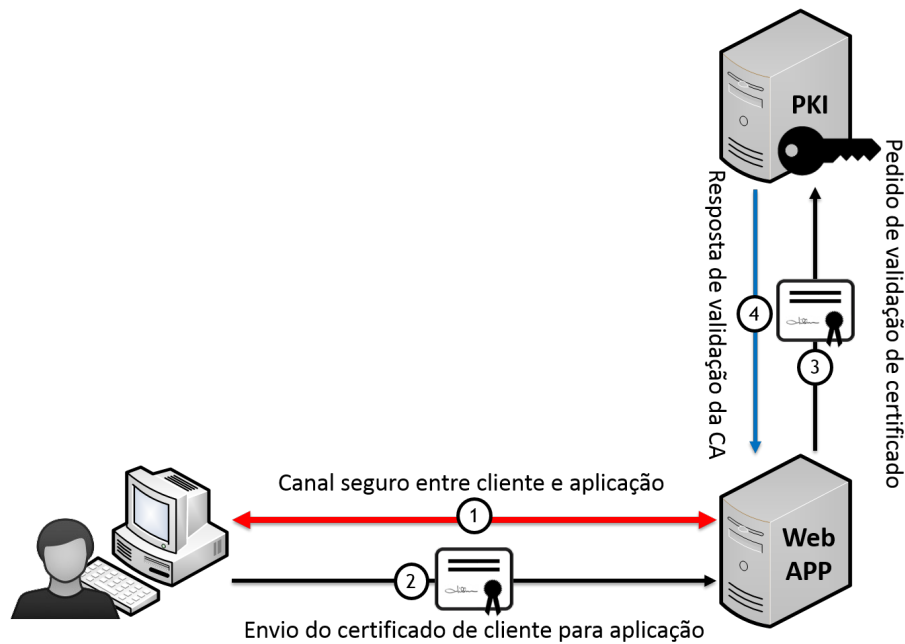 PKI
Resposta de validação da CA
Pedido de validação de certificado
4
3
Canal seguro entre cliente e aplicação
1
Web
APP
2
Envio do certificado de cliente para aplicação